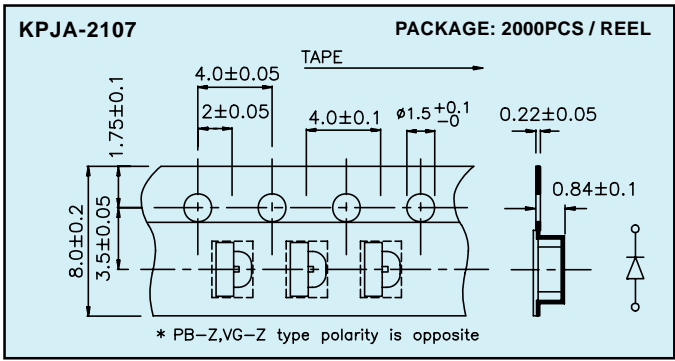 KPJA-2107
PACKAGE: 2000PCS / REEL
TAPE
4.0±0.05
2±0.05
4.0±0.1
ø1.5 +0.1 -0
0.22±0.05
1.75±0.1
0.84±0.1
8.0±0.2
3.5±0.05
* PB-Z,VG-Z type polarity is opposite